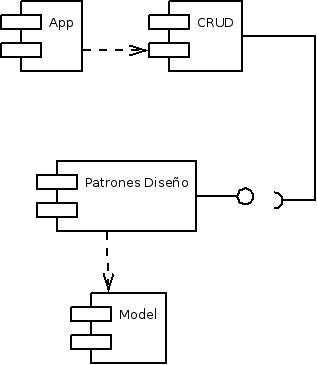 App
CRUD
Patrones Diseño
Model